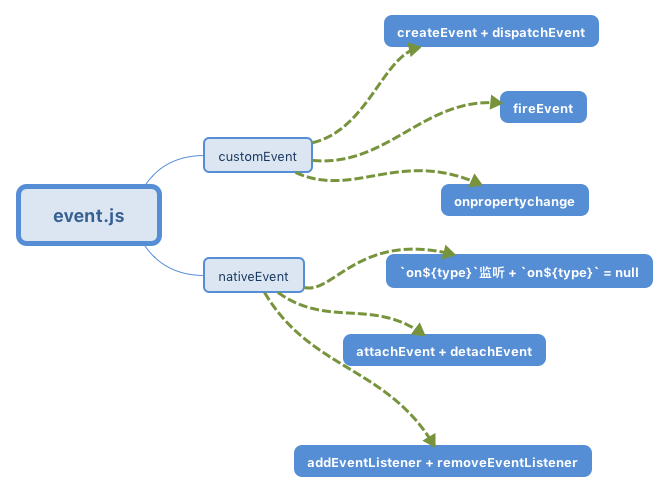 createEvent + dispatchEvent
fireEvent
customEvent
onpropertychange
event.js
nativeEvent
`on${type}`监听 + `on${type}` = null
attachEvent + detachEvent
addEventListener + removeEventListener